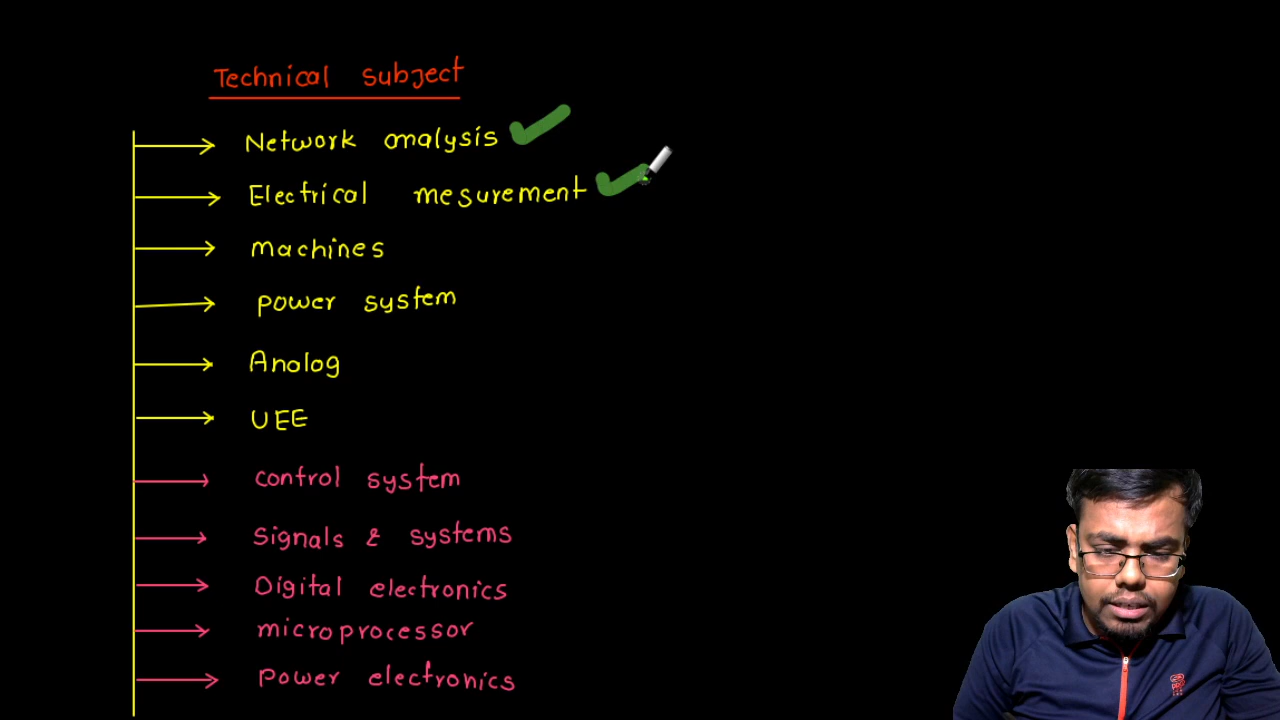 Technical subject
Network analysis
Electrical mesurement
machines
power system
Analog
UEE
control system
Signals & systems
Digital electronics
microprocessor
Power electronics